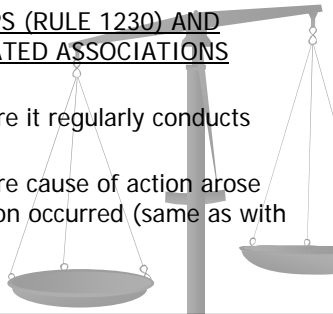 PS (RULE 1230) AND
ATED ASSOCIATIONS
re it regularly conducts
re cause of action arose
on occurred (same as with